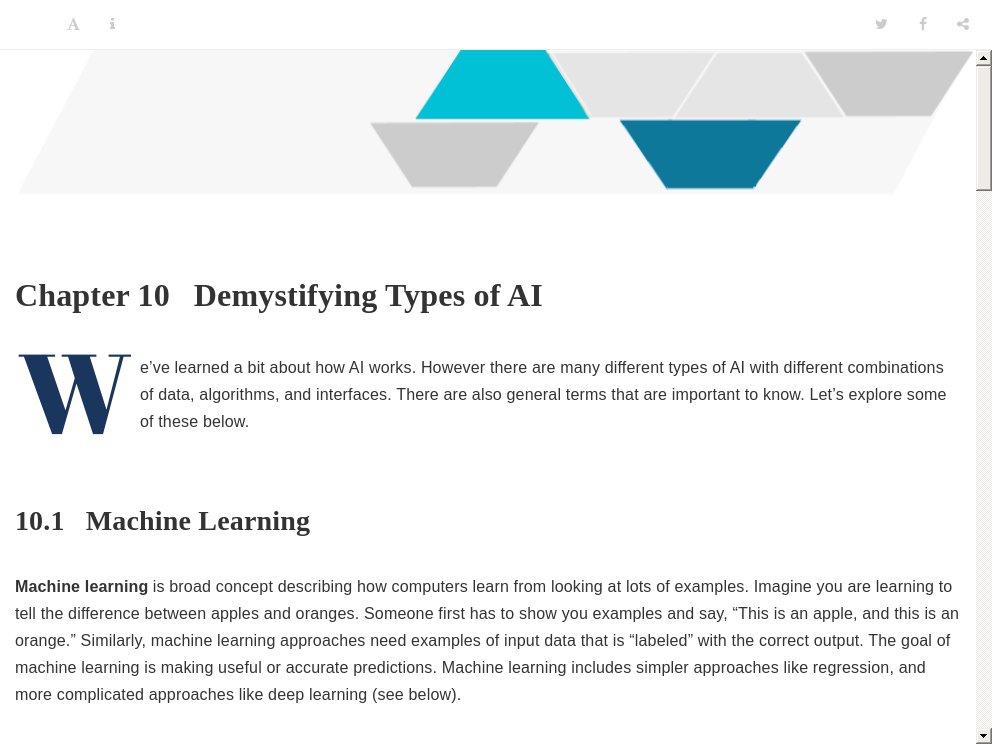 Chapter 10 Demystifying Types of AI
We’ve learned a bit about how AI works. However there are many different types of AI with different combinations
of data, algorithms, and interfaces. There are also general terms that are important to know. Let’s explore some
of these below.
10.1 Machine Learning
Machine learning is broad concept describing how computers learn from looking at lots of examples. Imagine you are learning to
tell the difference between apples and oranges. Someone first has to show you examples and say, “This is an apple, and this is an
orange.” Similarly, machine learning approaches need examples of input data that is “labeled” with the correct output. The goal of
machine learning is making useful or accurate predictions. Machine learning includes simpler approaches like regression, and
more complicated approaches like deep learning (see below).